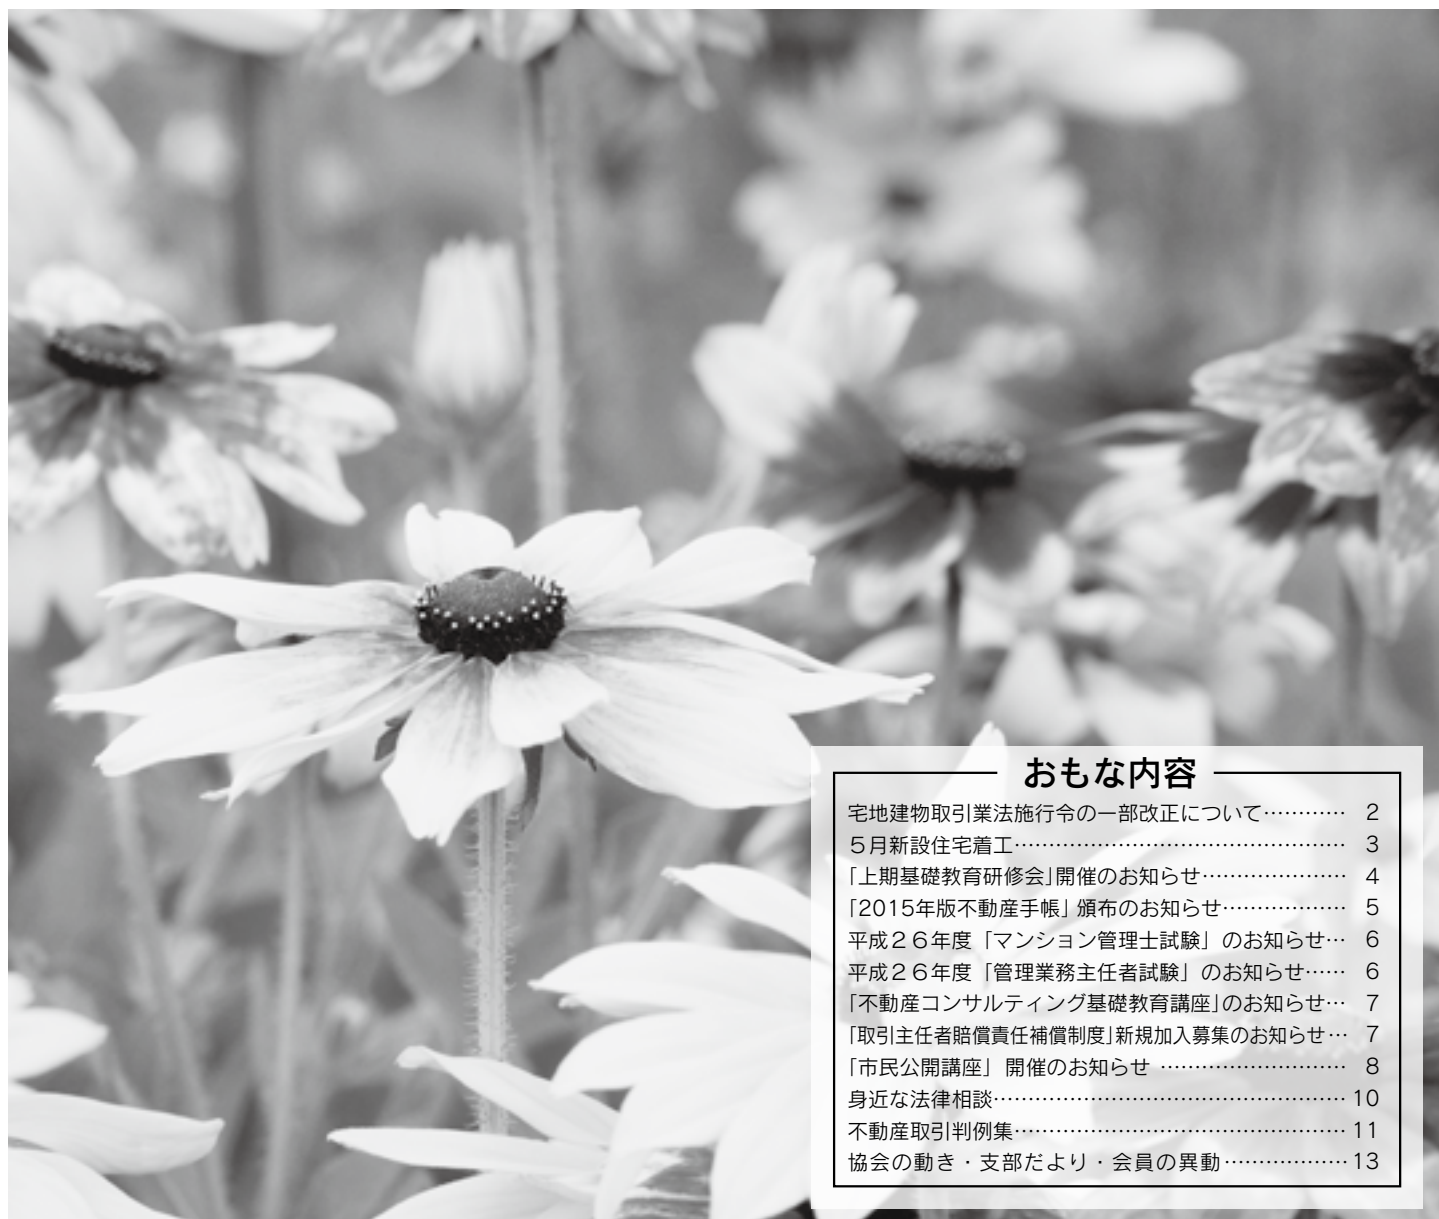 おもな内容
宅地建物取引業法施行令の一部改正について………… 2
５月新設住宅着工………………………………………… 3
「上期基礎教育研修会」開催のお知らせ………………… 4
「2015年版不動産手帳」頒布のお知らせ……………… 5
平成２６年度「マンション管理士試験」のお知らせ… 6
平成２６年度「管理業務主任者試験」のお知らせ…… 6
「不動産コンサルティング基礎教育講座」のお知らせ… 7
「取引主任者賠償責任補償制度」新規加入募集のお知らせ… 7
「市民公開講座」開催のお知らせ ……………………… 8
身近な法律相談…………………………………………… 10
不動産取引判例集………………………………………… 11
協会の動き・支部だより・会員の異動……………… 13